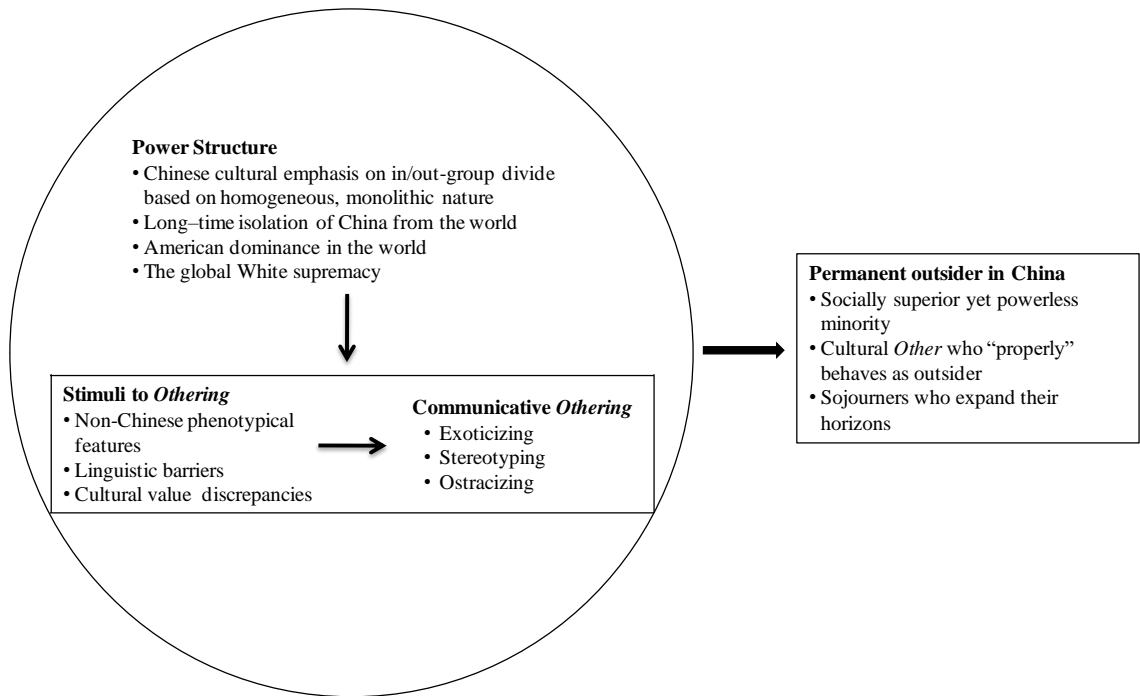 Power Structure
• Chinese cultural emphasis on in/out-group divide
based on homogeneous, monolithic nature
• Long–time isolation of China from the world
• American dominance in the world
• The global White supremacy
Stimuli to Othering
• Non-Chinese phenotypical
features
• Linguistic barriers
• Cultural value discrepancies
Communicative Othering
• Exoticizing
• Stereotyping
• Ostracizing
Permanent outsider in China
• Socially superior yet powerless
minority
• Cultural Other who “properly”
behaves as outsider
• Sojourners who expand their
horizons